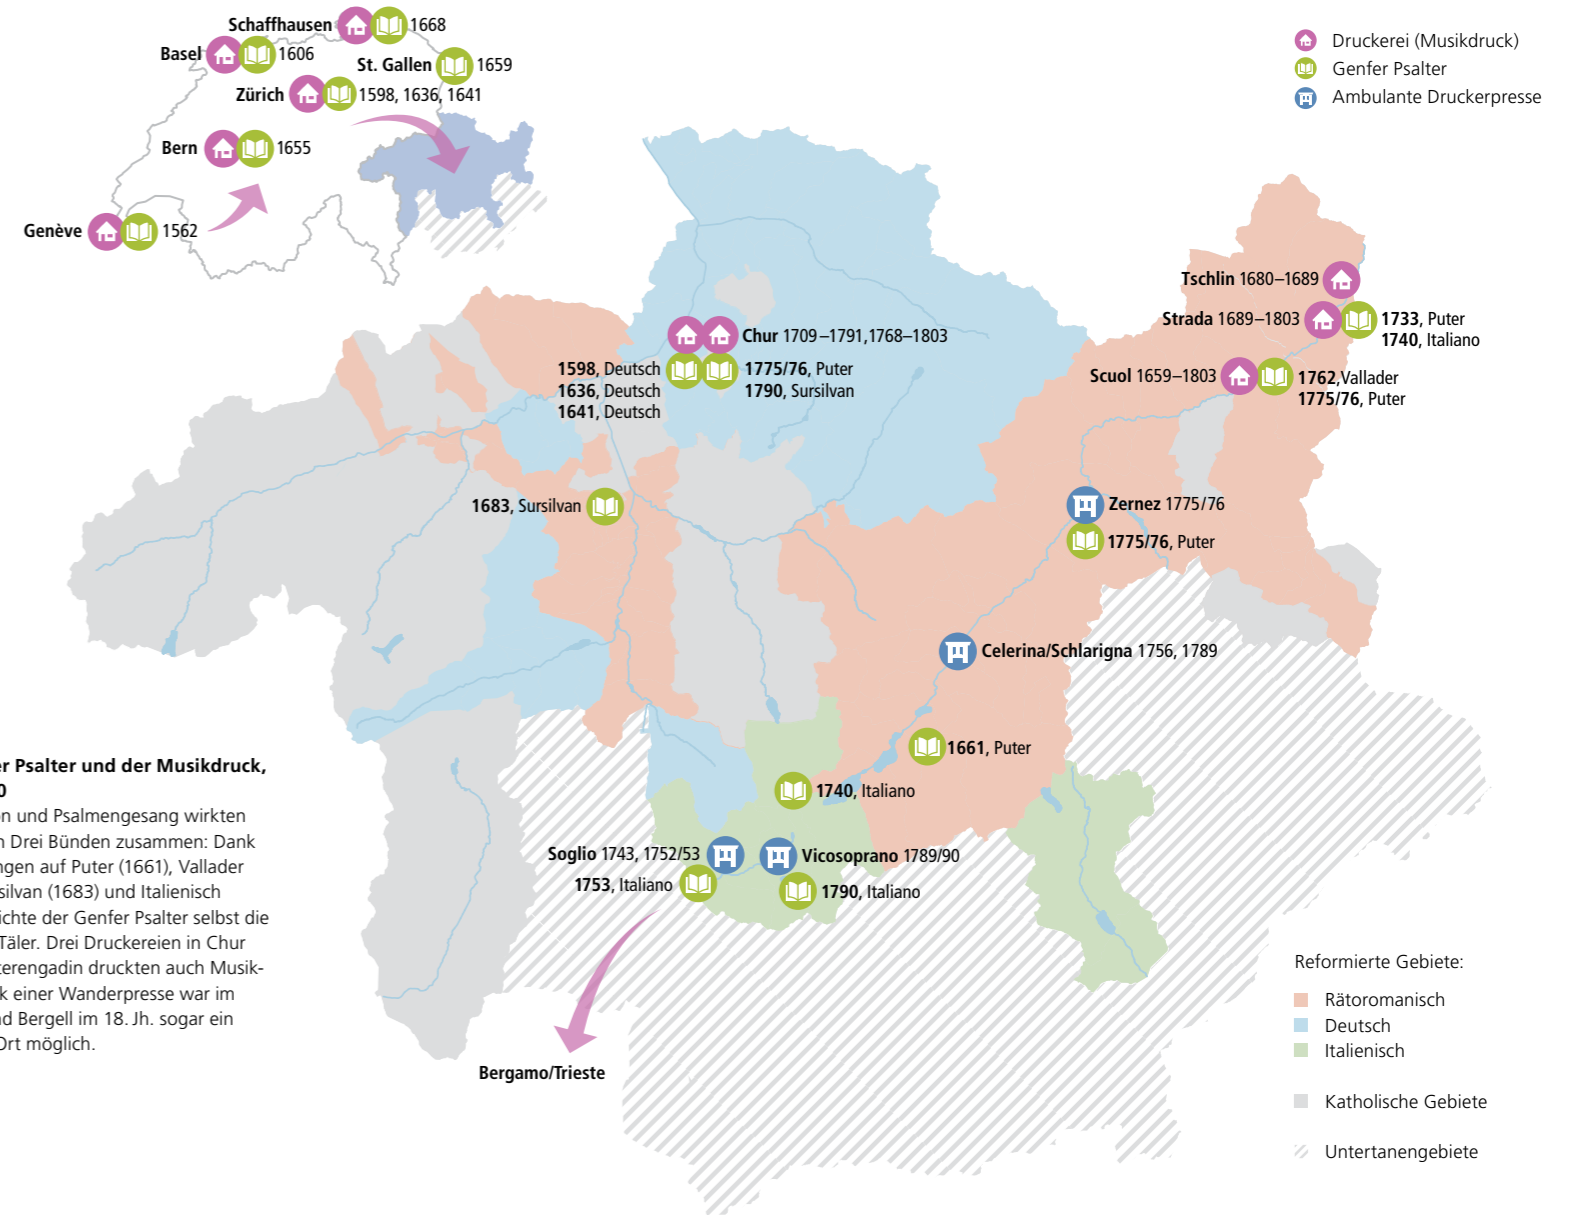 Schaffhausen 1668
Basel 1606
St. Gallen 1659
Zürich 1598, 1636, 1641
Bern 1655
Genève 1562
Druckerei (Musikdruck)
Genfer Psalter
Ambulante Druckerpresse
Tschlin 1680–1689
Strada 1689–1803
1733, Puter
1740, Italiano
Scuol 1659–1803
1762,Vallader
1775/76, Puter
Chur 1709–1791,1768–1803
1598, Deutsch
1636, Deutsch
1641, Deutsch
1775/76, Puter
1790, Sursilvan
1683, Sursilvan
Zernez 1775/76
1775/76, Puter
Celerina/Schlarigna 1756, 1789
1661, Puter
1740, Italiano
Soglio 1743, 1752/53
1753, Italiano
Vicosoprano 1789/90
1790, Italiano
Bergamo/Trieste
er Psalter und der Musikdruck,
0
on und Psalmengesang wirkten
n Drei Bünden zusammen: Dank
ngen auf Puter (1661), Vallader
silvan (1683) und Italienisch
ichte der Genfer Psalter selbst die
Täler. Drei Druckereien in Chur
terengadin druckten auch Musik-
k einer Wanderpresse war im
nd Bergell im 18. Jh. sogar ein
Ort möglich.
Reformierte Gebiete:
Rätoromanisch
Deutsch
Italienisch
Katholische Gebiete
Untertanengebiete